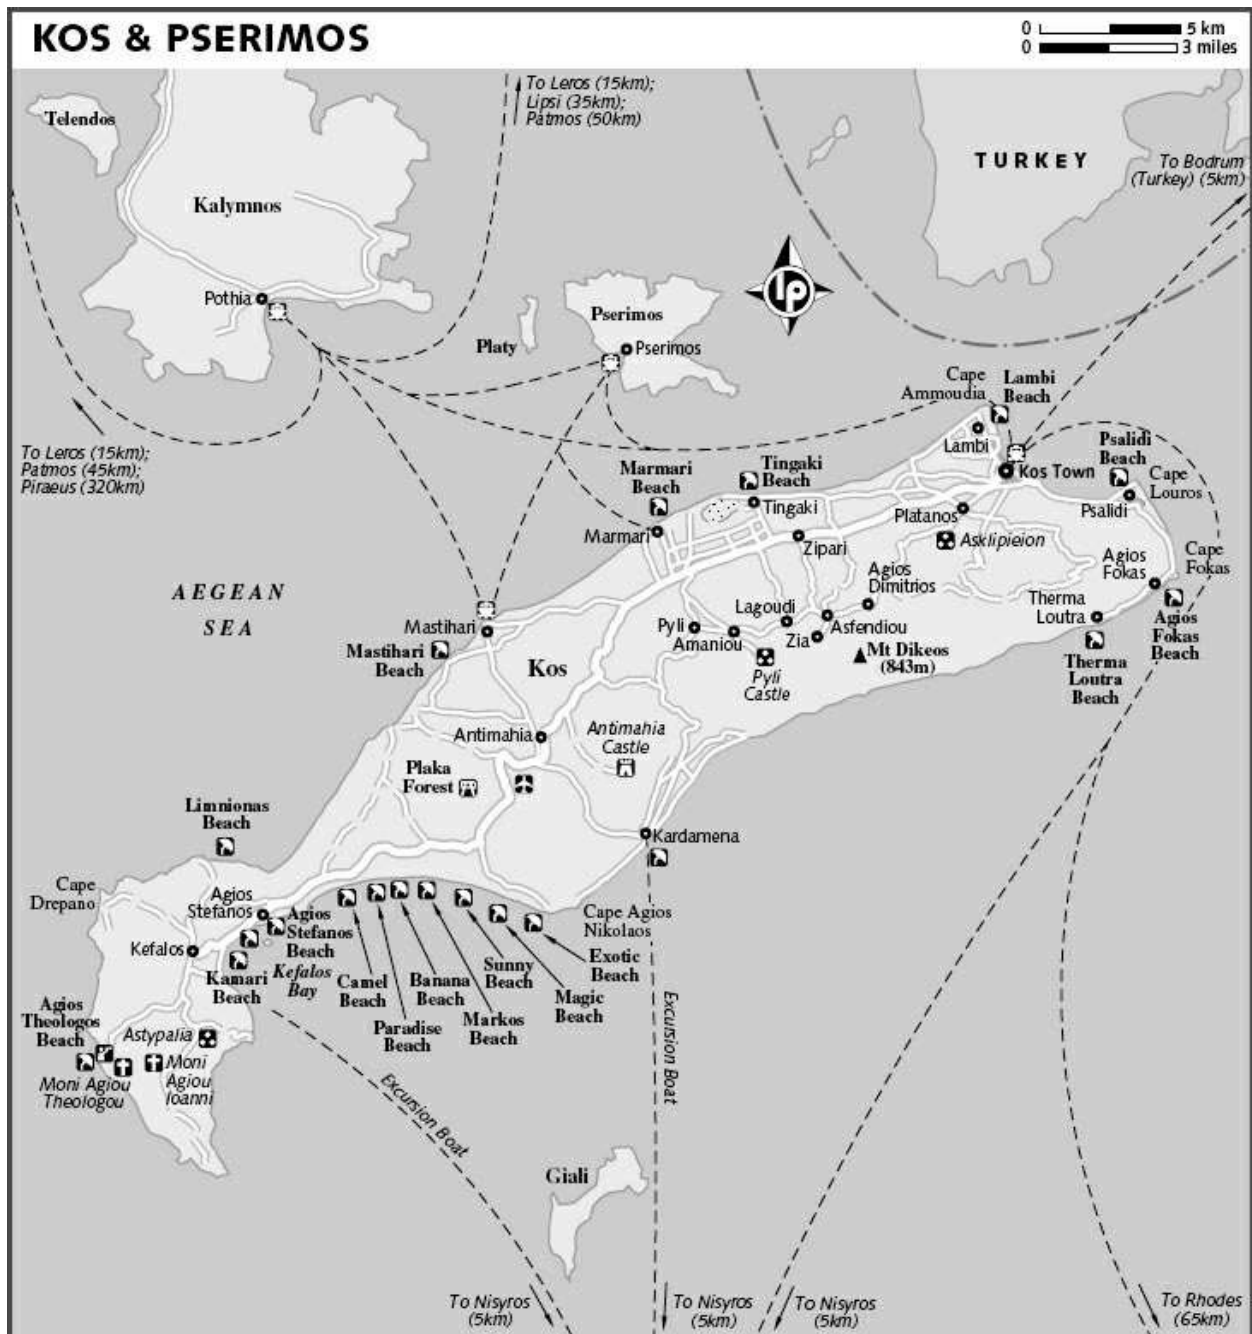 KOS & PSERIMOS
0 5 km
0 3 miles
To Leros (15km);
Lipsi (35km);
Patmos (50km)
Telendos
TURKEY
To Bodrum
(Turkey) (5km)
Kalymnos
lp
Pothia
Pserimos
Platy
Pserimos
Cape
Ammoudia
Lambi
Beach
To Leros (15km);
Patmos (45km);
Piraeus (320km)
Lambi
Kos Town
Psalidi
Beach
Cape
Louros
Marmari
Beach
Tingaki
Beach
Tingaki
Platanos
Psalidi
Marmari
Zipari
Asklipieion
Agios
Fokas
Cape
Fokas
Agios
Dimitrios
AEGEAN
SEA
Mastihari
Mastihari
Beach
Kos
Pyli
Amaniou
Lagoudi
Zia
Asfendiou
Therma
Loutra
Agios
Fokas
Beach
Pyli
Castle
Mt Dikeos
(843m)
Therma
Loutra
Beach
Antimahia
Antimahia
Castle
Plaka
Forest
Limnionas
Beach
Kardamena
Cape
Drepano
Agios
Stefanos
Agios
Stefanos
Beach
Cape Agios
Nikolaos
Kefalos
Kamari
Beach
Kefalos
Bay
Camel
Beach
Paradise
Beach
Banana
Beach
Markos
Beach
Sunny
Beach
Magic
Beach
Exotic
Beach
Agios
Theologos
Beach
Astypalia
Moni
Agiou
Ioanni
Moni Agiou
Theologou
Excursion Boat
Excursion Boat
Giali
To Nisyros
(5km)
To Nisyros
(5km)
To Nisyros
(5km)
To Rhodes
(65km)